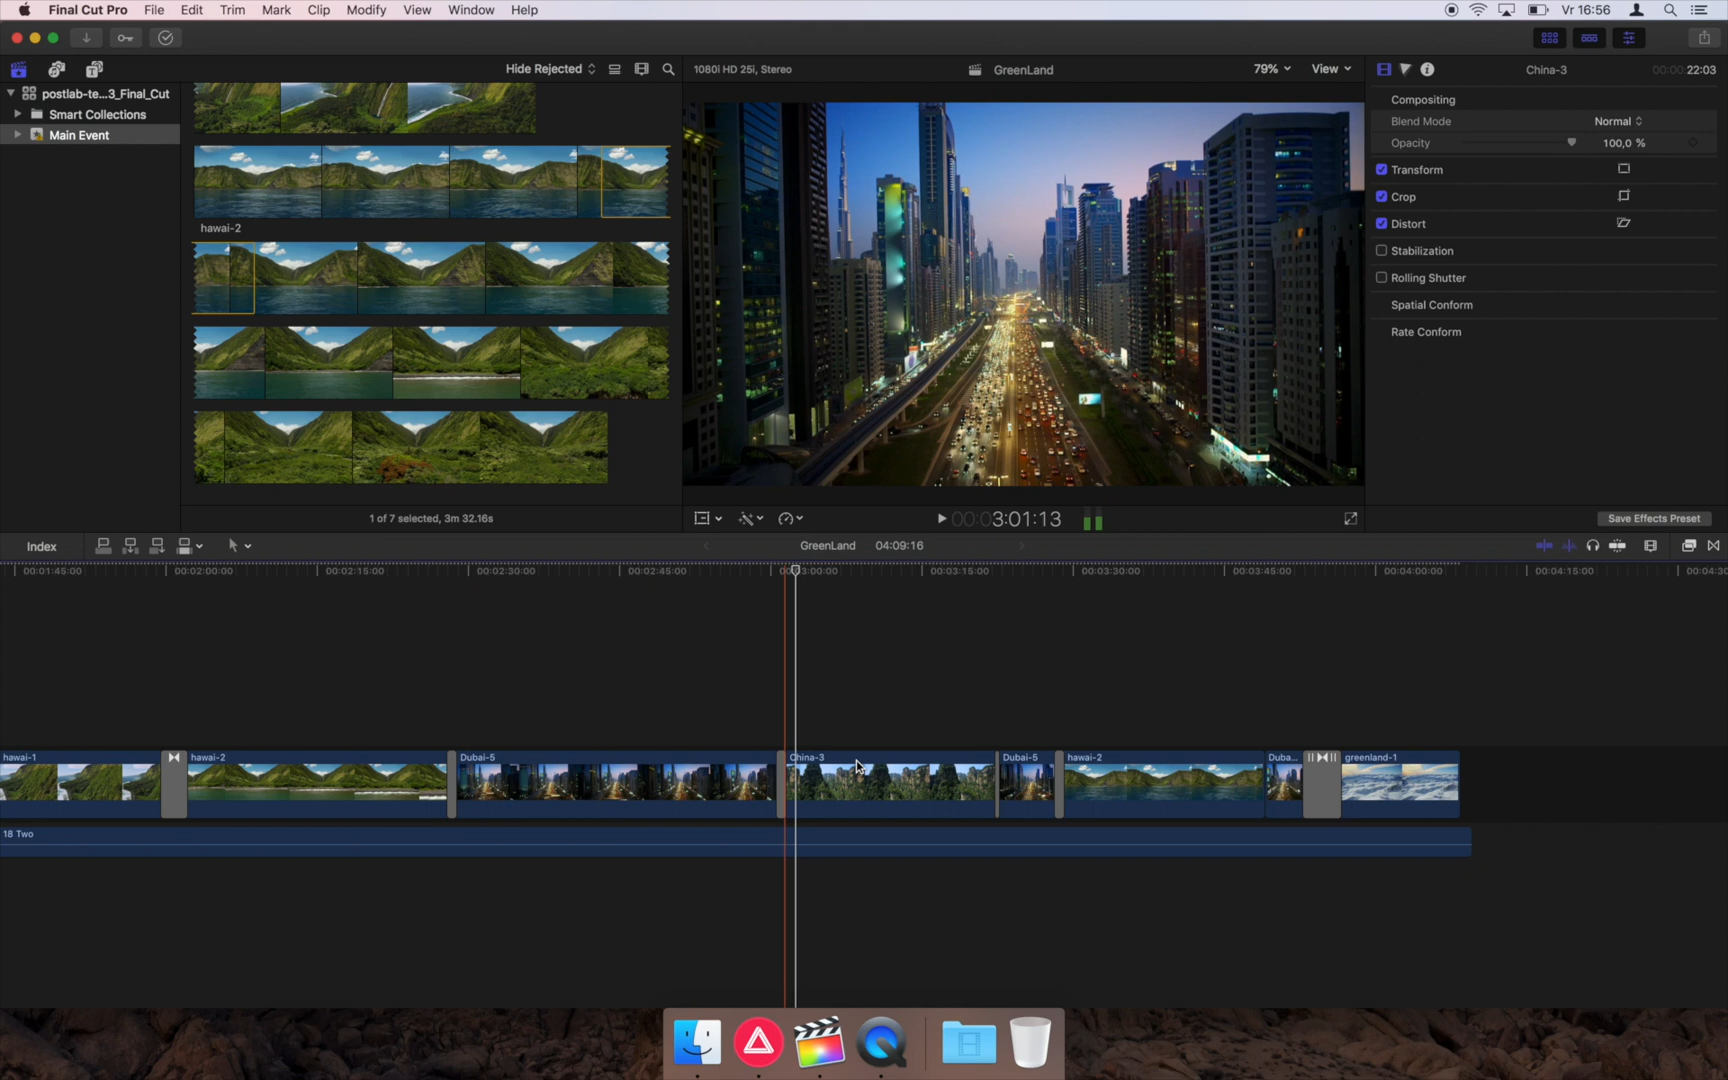 Final Cut Pro File Edit Trim Mark Clip Modify View Window Help Vr 16:56
Hide Rejected 1080i HD 25i, Stereo GreenLand 79% View China-3 00:00:22:03
postlab-te...3_Final_Cut
Smart Collections
Main Event
hawai-2
1 of 7 selected, 3m 32.16s
00:00:3:01:13
Compositing
Blend Mode Normal
Opacity 100,0 %
Transform
Crop
Distort
Stabilization
Rolling Shutter
Spatial Conform
Rate Conform
Save Effects Preset
Index GreenLand 04:09:16
00:01:45:00 00:02:00:00 00:02:15:00 00:02:30:00 00:02:45:00 00:03:00:00 00:03:15:00 00:03:30:00 00:03:45:00 00:04:00:00 00:04:15:00 00:04:30
hawai-1 hawai-2 Dubai-5 China-3 Dubai-5 hawai-2 Duba... greenland-1
18 Two